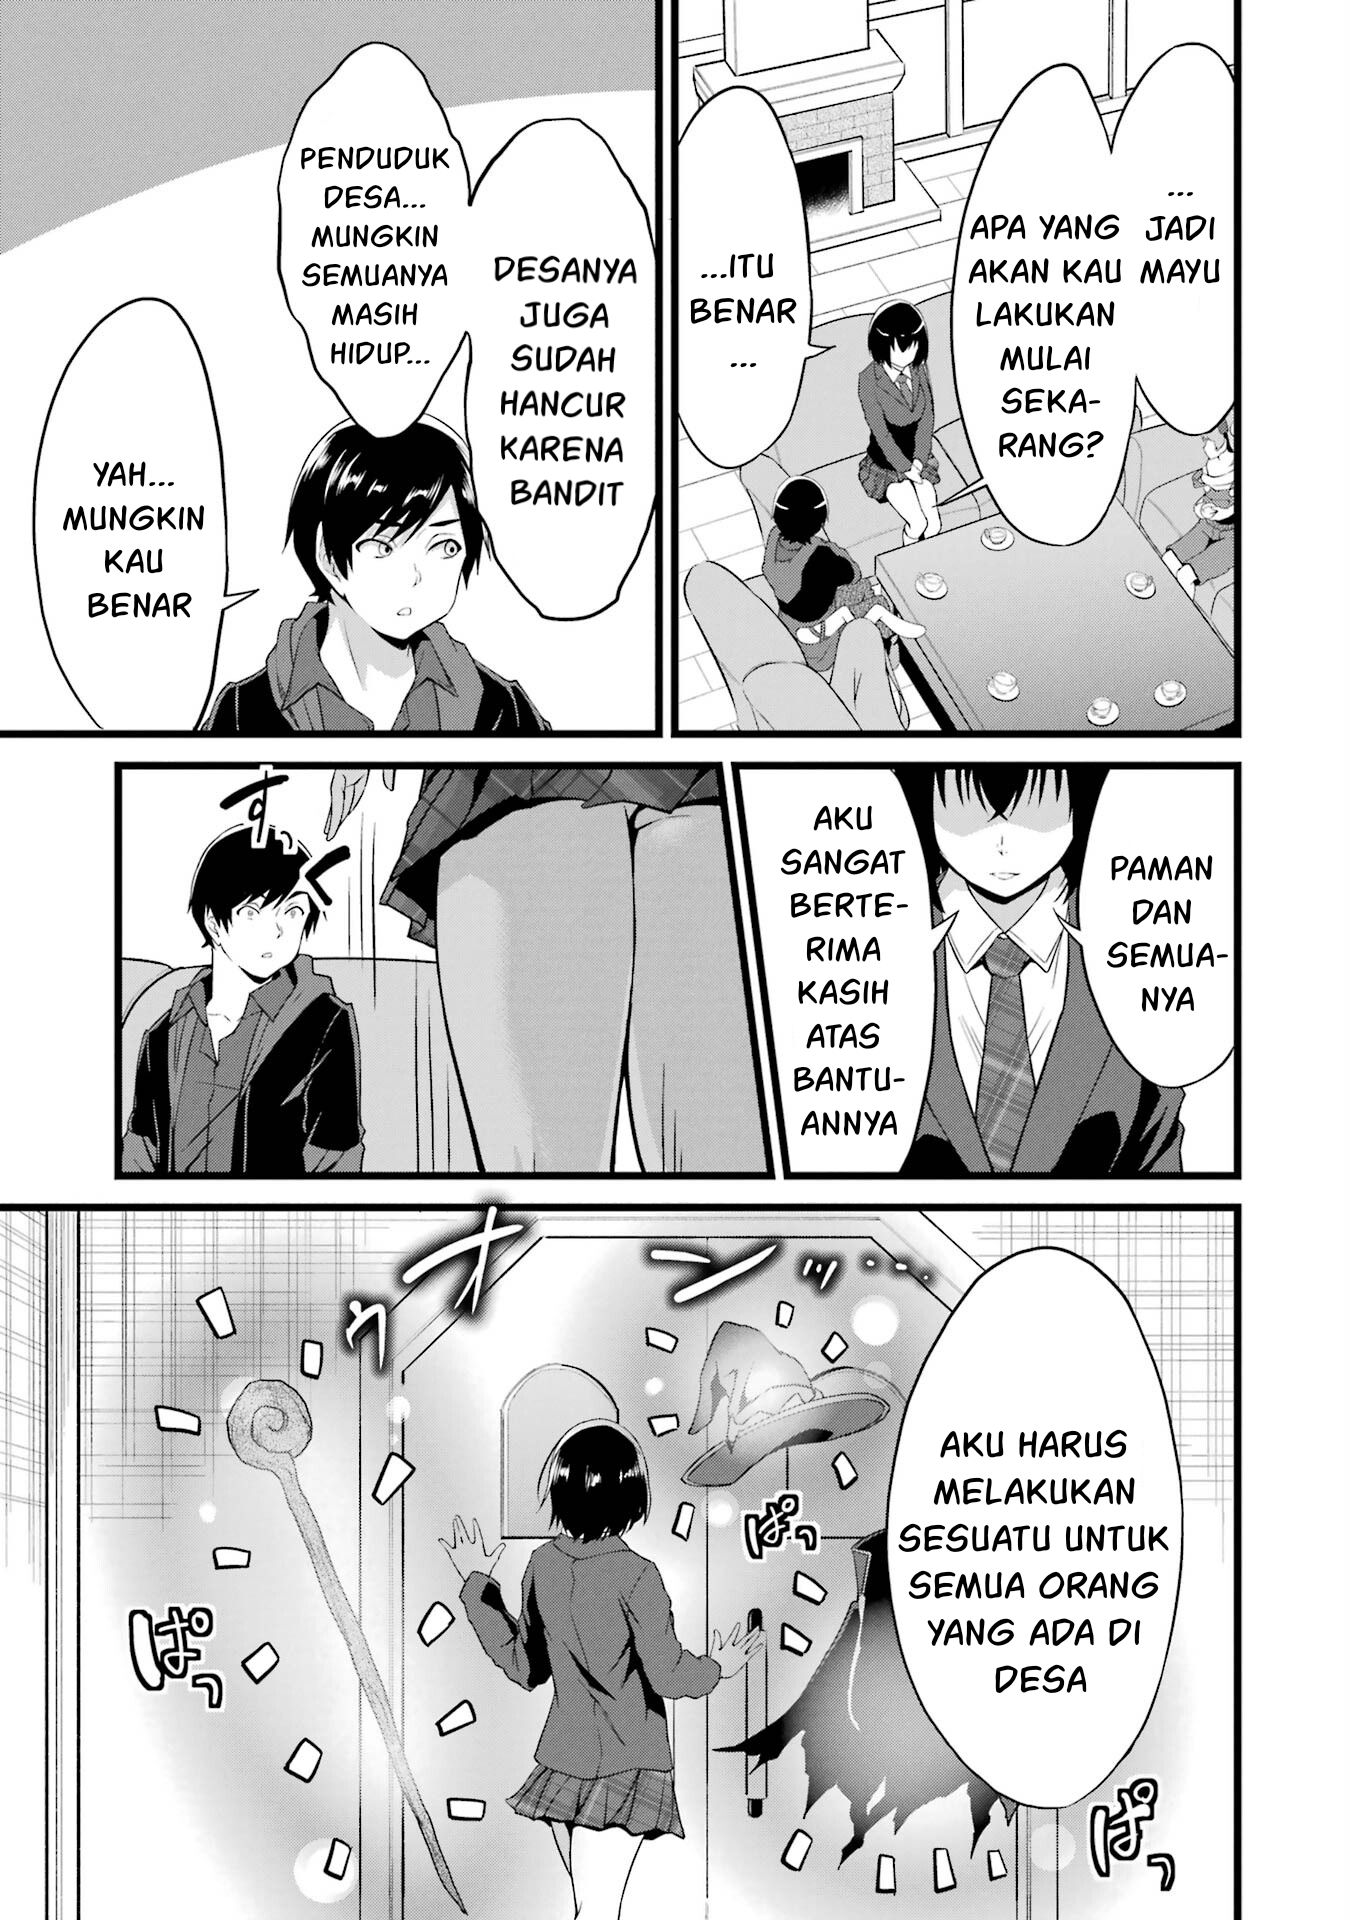 ...
JADI
MAYU
APA YANG
AKAN KAU
LAKUKAN
MULAI
SEKA-
RANG?
...ITU
BENAR
...
DESANYA
JUGA
SUDAH
HANCUR
KARENA
BANDIT
PENDUDUK
DESA...
MUNGKIN
SEMUANYA
MASIH
HIDUP...
YAH...
MUNGKIN
KAU
BENAR
PAMAN
DAN
SEMUA-
NYA
AKU
SANGAT
BERTE-
RIMA
KASIH
ATAS
BANTU-
ANNYA
すっ
く
AKU HARUS
MELAKUKAN
SESUATU UNTUK
SEMUA ORANG
YANG ADA DI
DESA
ウオンッ…
ぱっ
ぱっ
ぱっ